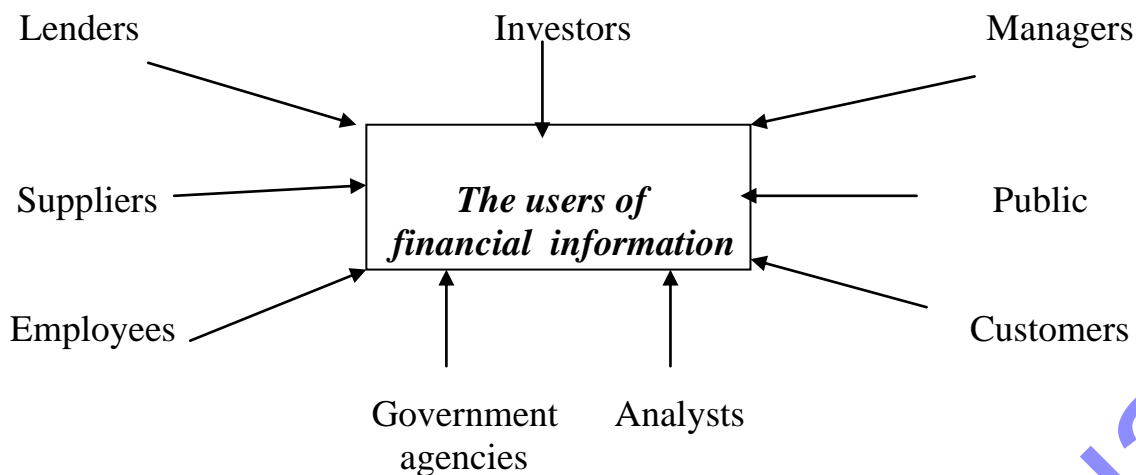 Lenders
Investors
Managers
Suppliers
The users of
financial information
Public
Employees
Customers
Government
agencies
Analysts